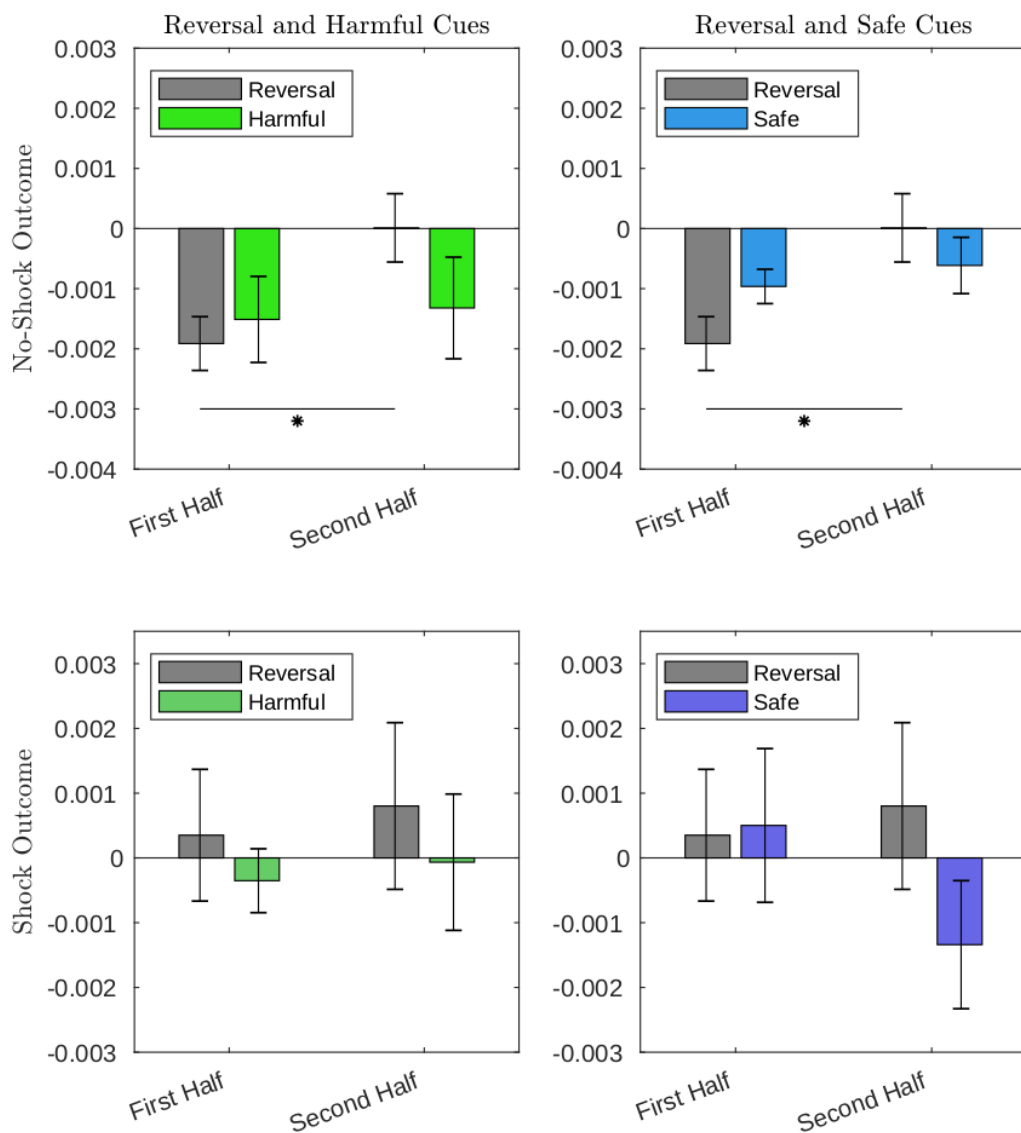 Reversal and Harmful Cues
No-Shock Outcome
0.003
0.002
0.001
0
-0.001
-0.002
-0.003
-0.004
Reversal
Harmful
*
First Half
Second Half
Reversal and Safe Cues
0.003
0.002
0.001
0
-0.001
-0.002
-0.003
-0.004
Reversal
Safe
*
First Half
Second Half
Shock Outcome
0.003
0.002
0.001
0
-0.001
-0.002
-0.003
Reversal
Harmful
First Half
Second Half
0.003
0.002
0.001
0
-0.001
-0.002
-0.003
Reversal
Safe
First Half
Second Half